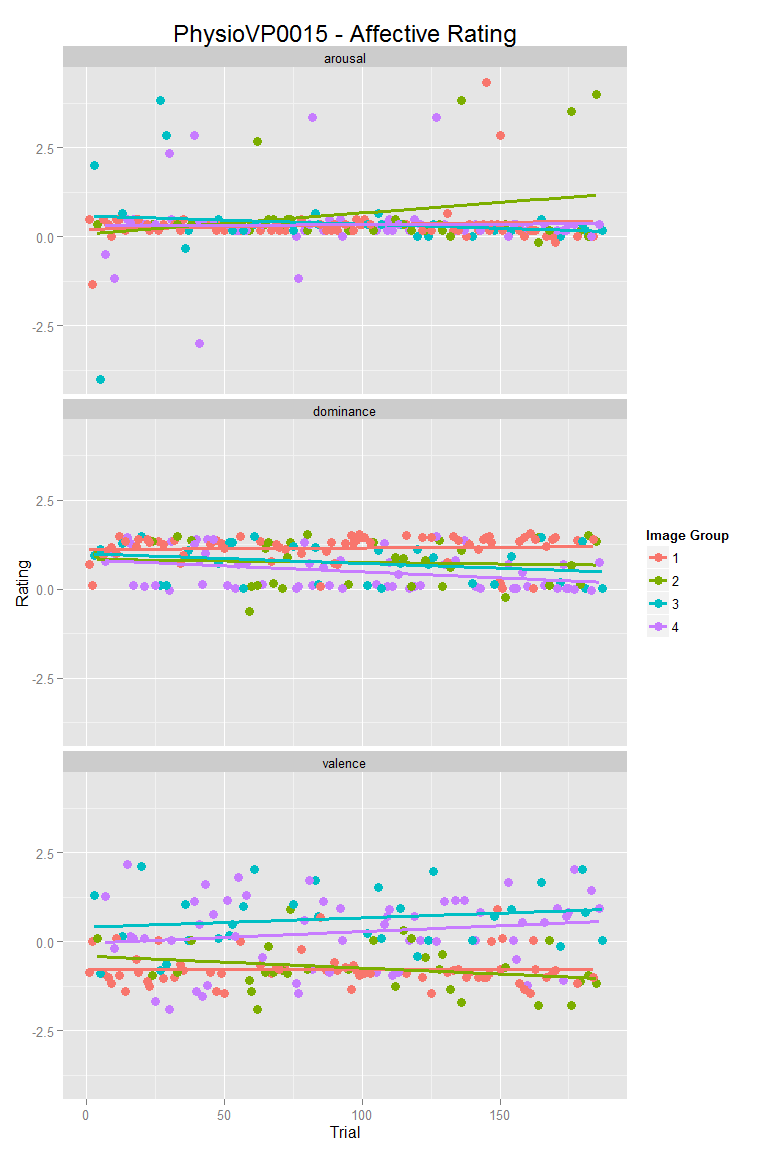 PhysioVP0015 - Affective Rating
arousal
2.5
0.0
-2.5
dominance
2.5
0.0
-2.5
Rating
valence
2.5
0.0
-2.5
0 50 100 150
Trial
Image Group
1
2
3
4